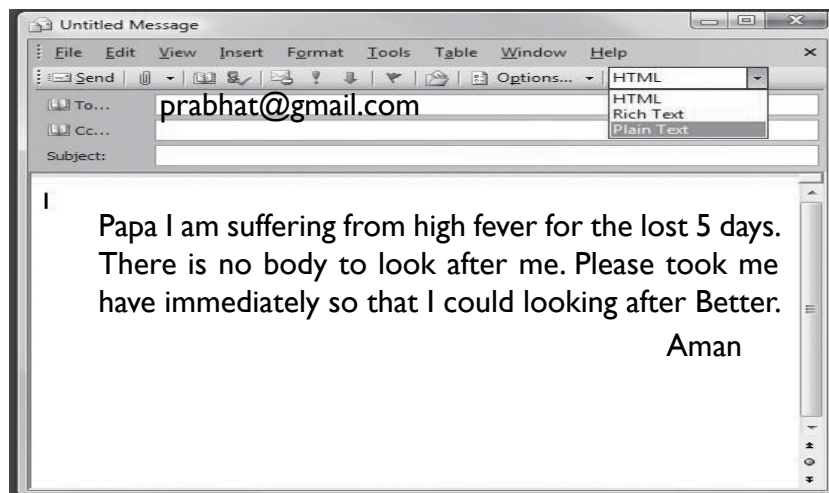 Untitled Message
File Edit View Insert Format Tools Table Window Help
Send Options... HTML
To... prabhat@gmail.com HTML
Rich Text
Cc... Plain Text
Subject:
I
Papa I am suffering from high fever for the lost 5 days.
There is no body to look after me. Please took me
have immediately so that I could looking after Better.
Aman